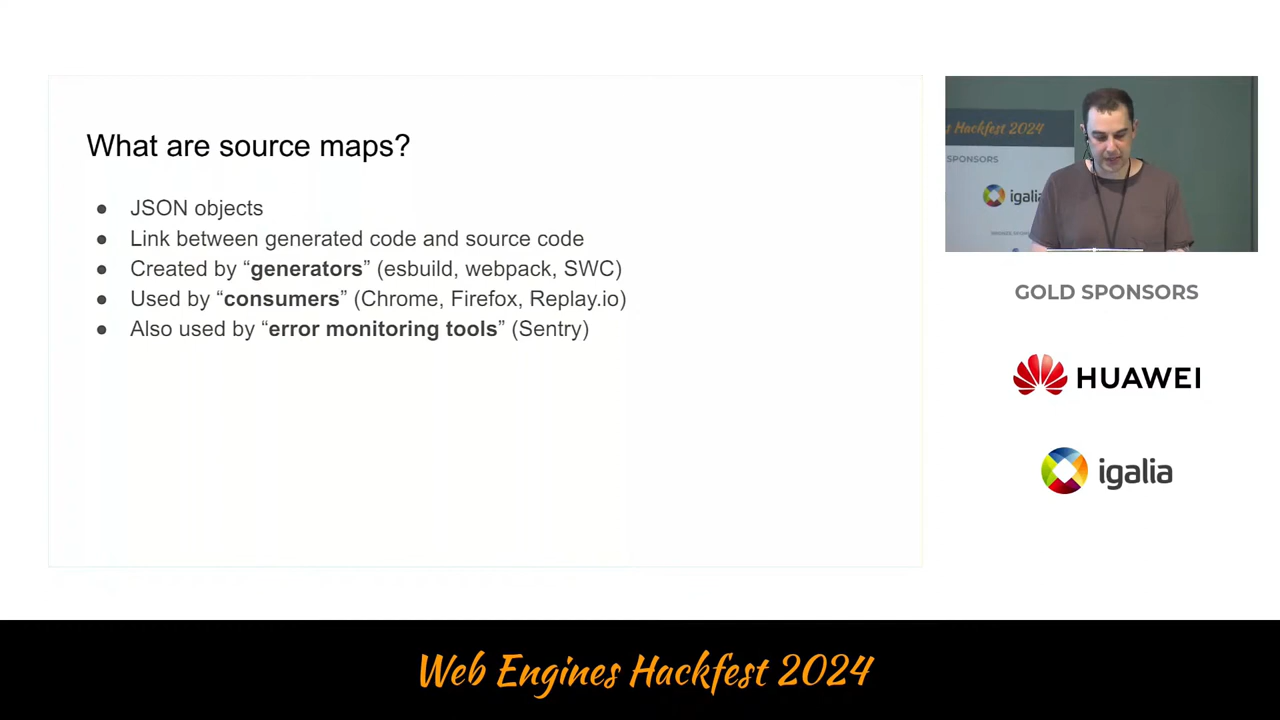 What are source maps?
● JSON objects
● Link between generated code and source code
● Created by “generators” (esbuild, webpack, SWC)
● Used by “consumers” (Chrome, Firefox, Replay.io)
● Also used by “error monitoring tools” (Sentry)
s Hackfest 2024
SPONSORS
igalia
GOLD SPONSORS
HUAWEI
igalia
Web Engines Hackfest 2024